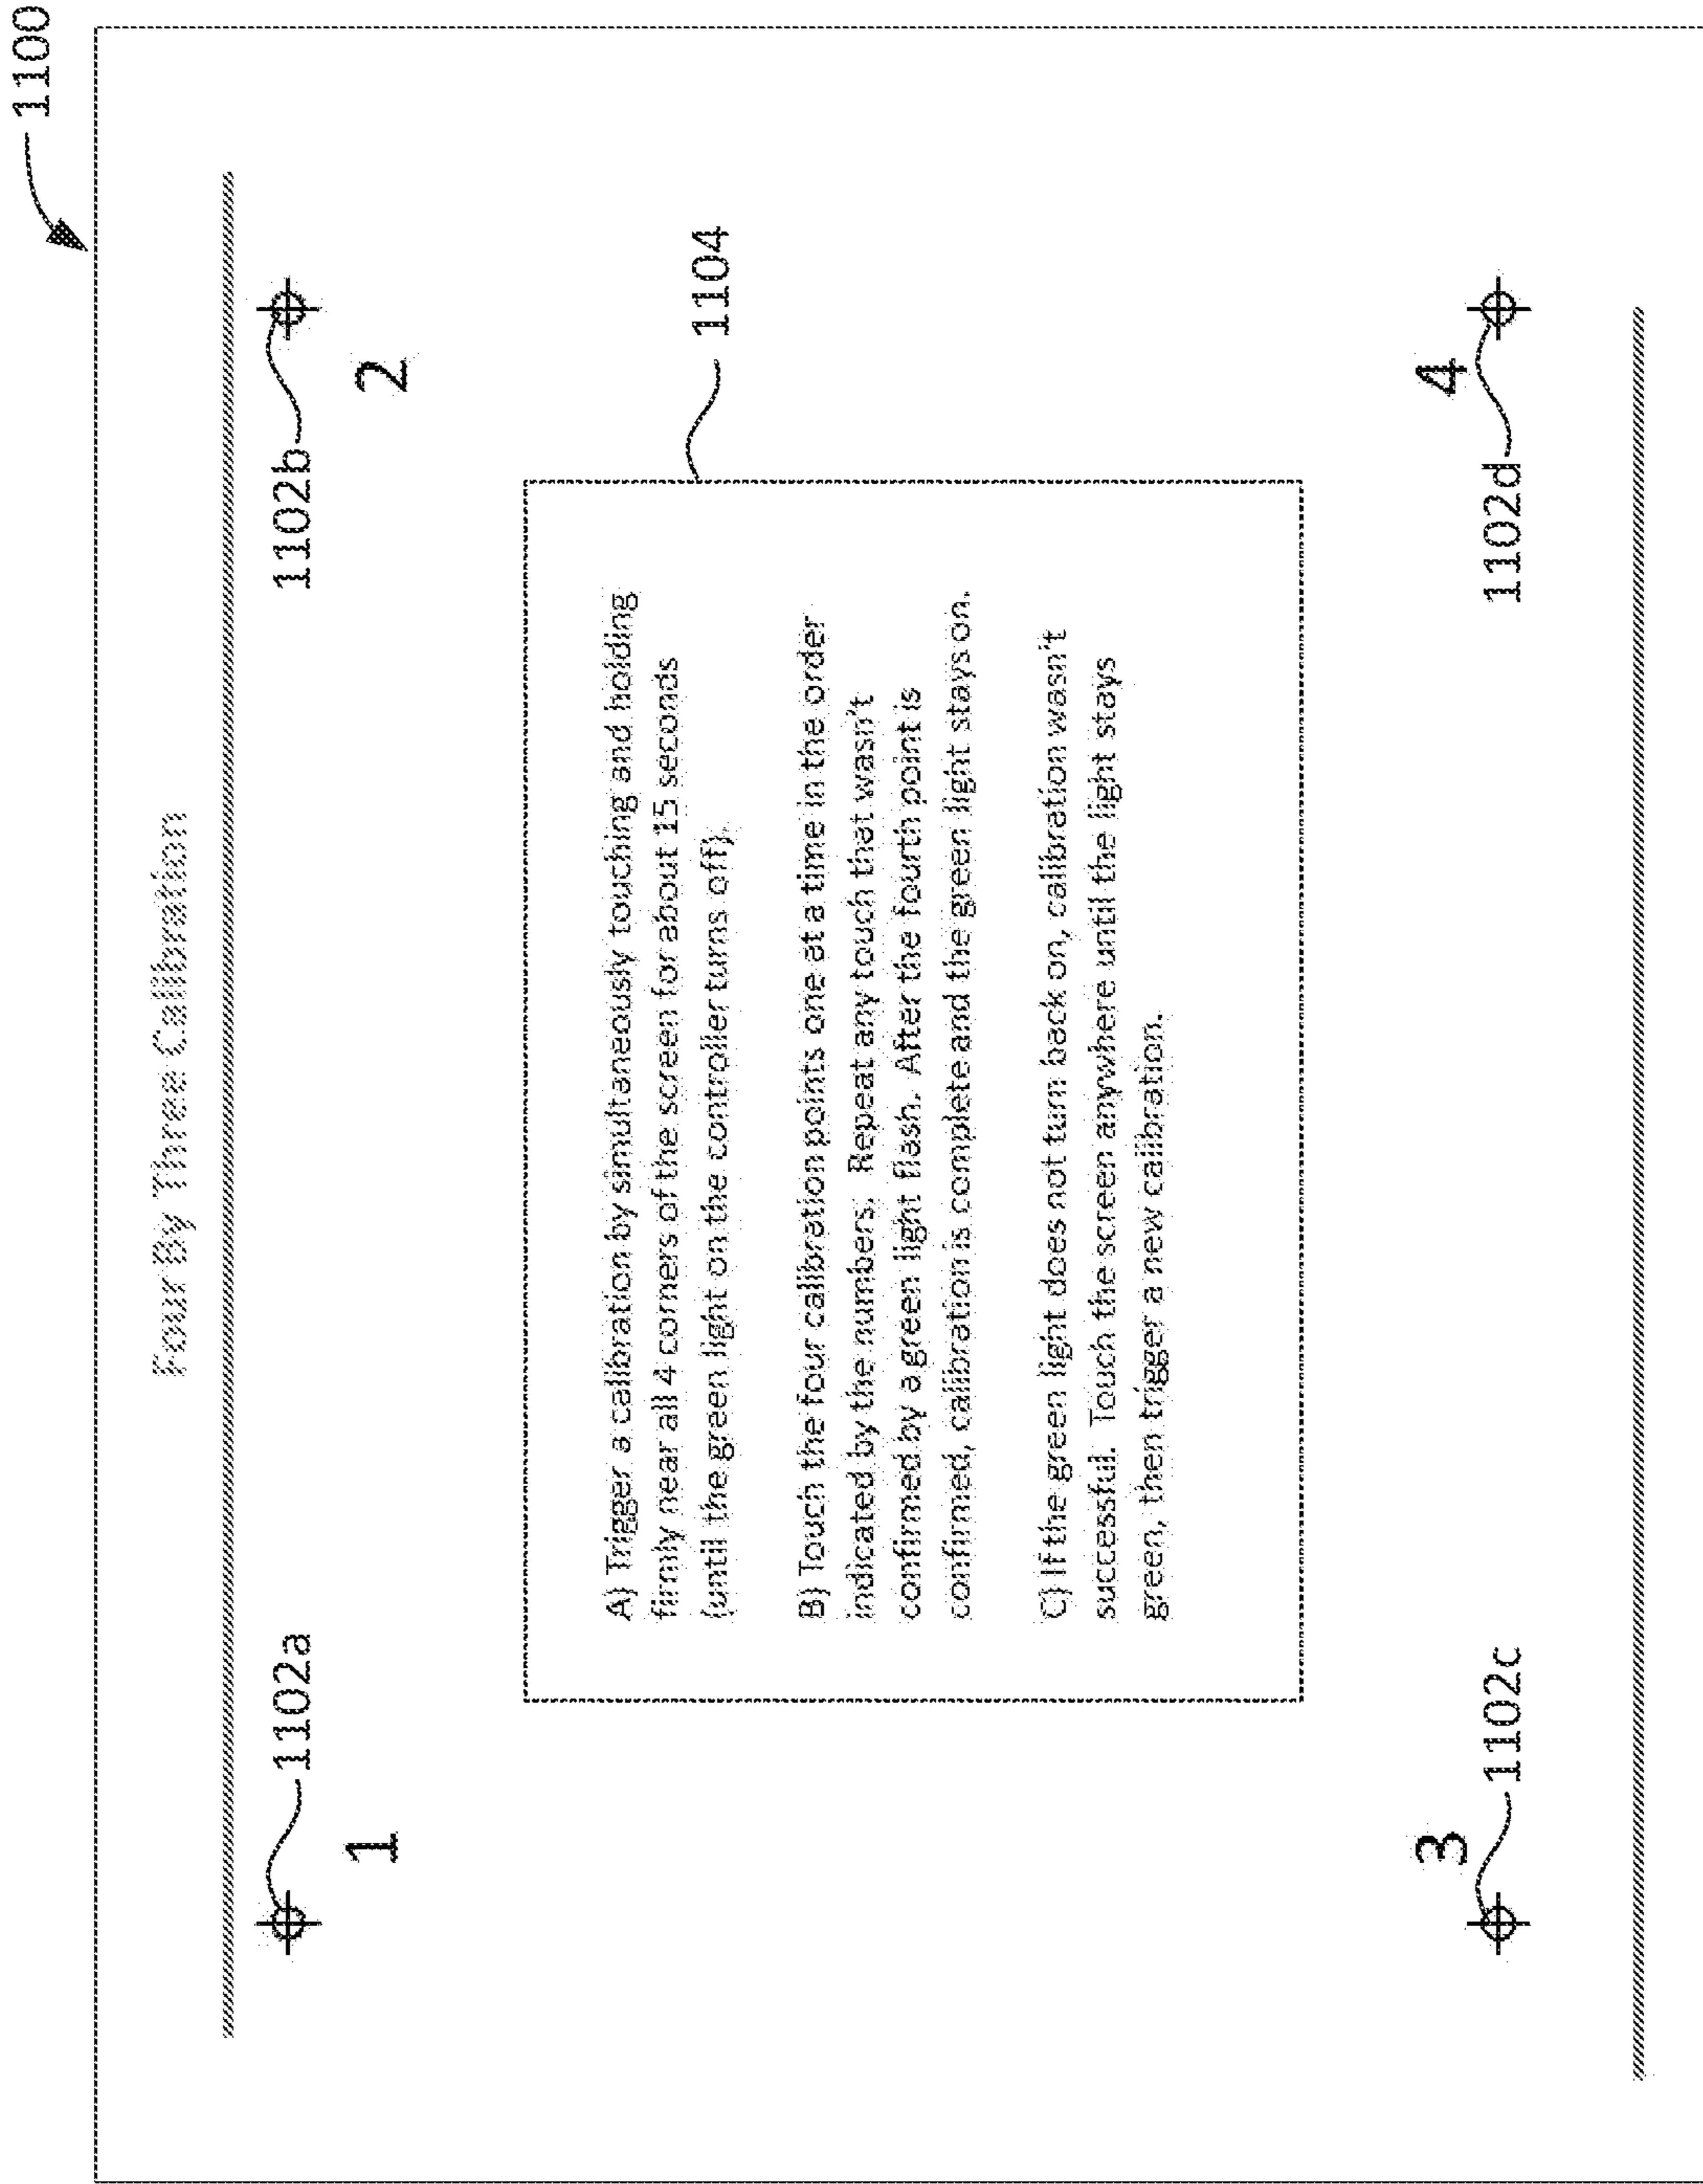 1100
Four By Three Calibration
1102a
1102b
1
2
1104
A) Trigger a calibration by simultaneously touching and holding
firmly near all 4 corners of the screen for about 15 seconds
(until the green light on the controller turns off).
B) Touch the four calibration points one at a time in the order
indicated by the numbers. Repeat any touch that wasn't
confirmed by a green light flash. After the fourth point is
confirmed, calibration is complete and the green light stays on.
C) If the green light does not turn back on, calibration wasn't
successful. Touch the screen anywhere until the light stays
green, then trigger a new calibration.
3
4
1102c
1102d